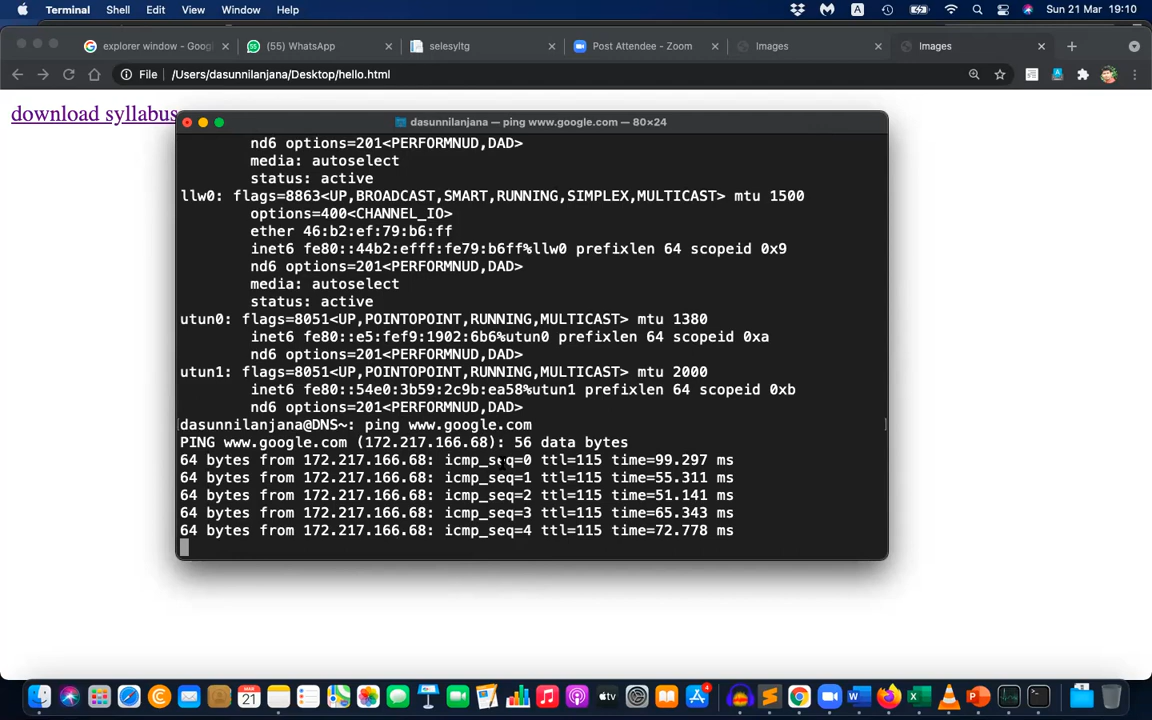 Terminal Shell Edit View Window Help A Sun 21 Mar 19:10
explorer window - Googl (55) WhatsApp selesyltg Post Attendee - Zoom Images Images
File /Users/dasunnilanjana/Desktop/hello.html
download syllabus
dasunnilanjana — ping www.google.com — 80×24
nd6 options=201<PERFORMNUD,DAD>
media: autoselect
status: active
llw0: flags=8863<UP,BROADCAST,SMART,RUNNING,SIMPLEX,MULTICAST> mtu 1500
options=400<CHANNEL_IO>
ether 46:b2:ef:79:b6:ff
inet6 fe80::44b2:efff:fe79:b6ff%llw0 prefixlen 64 scopeid 0x9
nd6 options=201<PERFORMNUD,DAD>
media: autoselect
status: active
utun0: flags=8051<UP,POINTOPOINT,RUNNING,MULTICAST> mtu 1380
inet6 fe80::e5:fef9:1902:6b6%utun0 prefixlen 64 scopeid 0xa
nd6 options=201<PERFORMNUD,DAD>
utun1: flags=8051<UP,POINTOPOINT,RUNNING,MULTICAST> mtu 2000
inet6 fe80::54e0:3b59:2c9b:ea58%utun1 prefixlen 64 scopeid 0xb
nd6 options=201<PERFORMNUD,DAD>
[dasunnilanjana@DNS~: ping www.google.com ]
PING www.google.com (172.217.166.68): 56 data bytes
64 bytes from 172.217.166.68: icmp_seq=0 ttl=115 time=99.297 ms
64 bytes from 172.217.166.68: icmp_seq=1 ttl=115 time=55.311 ms
64 bytes from 172.217.166.68: icmp_seq=2 ttl=115 time=51.141 ms
64 bytes from 172.217.166.68: icmp_seq=3 ttl=115 time=65.343 ms
64 bytes from 172.217.166.68: icmp_seq=4 ttl=115 time=72.778 ms
MAR
21
tv
4